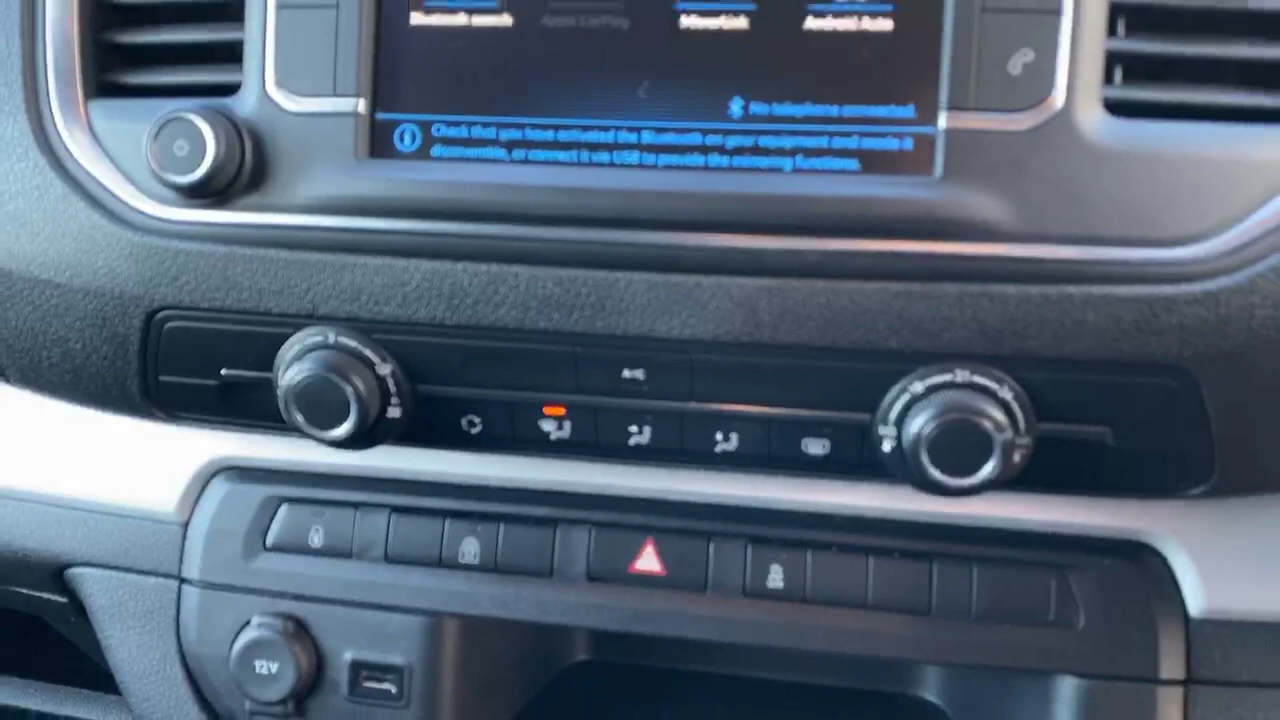 Bluetooth search Apple CarPlay MirrorLink Android Auto
No telephone connected.
Check that you have activated the Bluetooth on your equipment and made it
discoverable, or connect it via USB to provide the mirroring functions.
A/C
12V